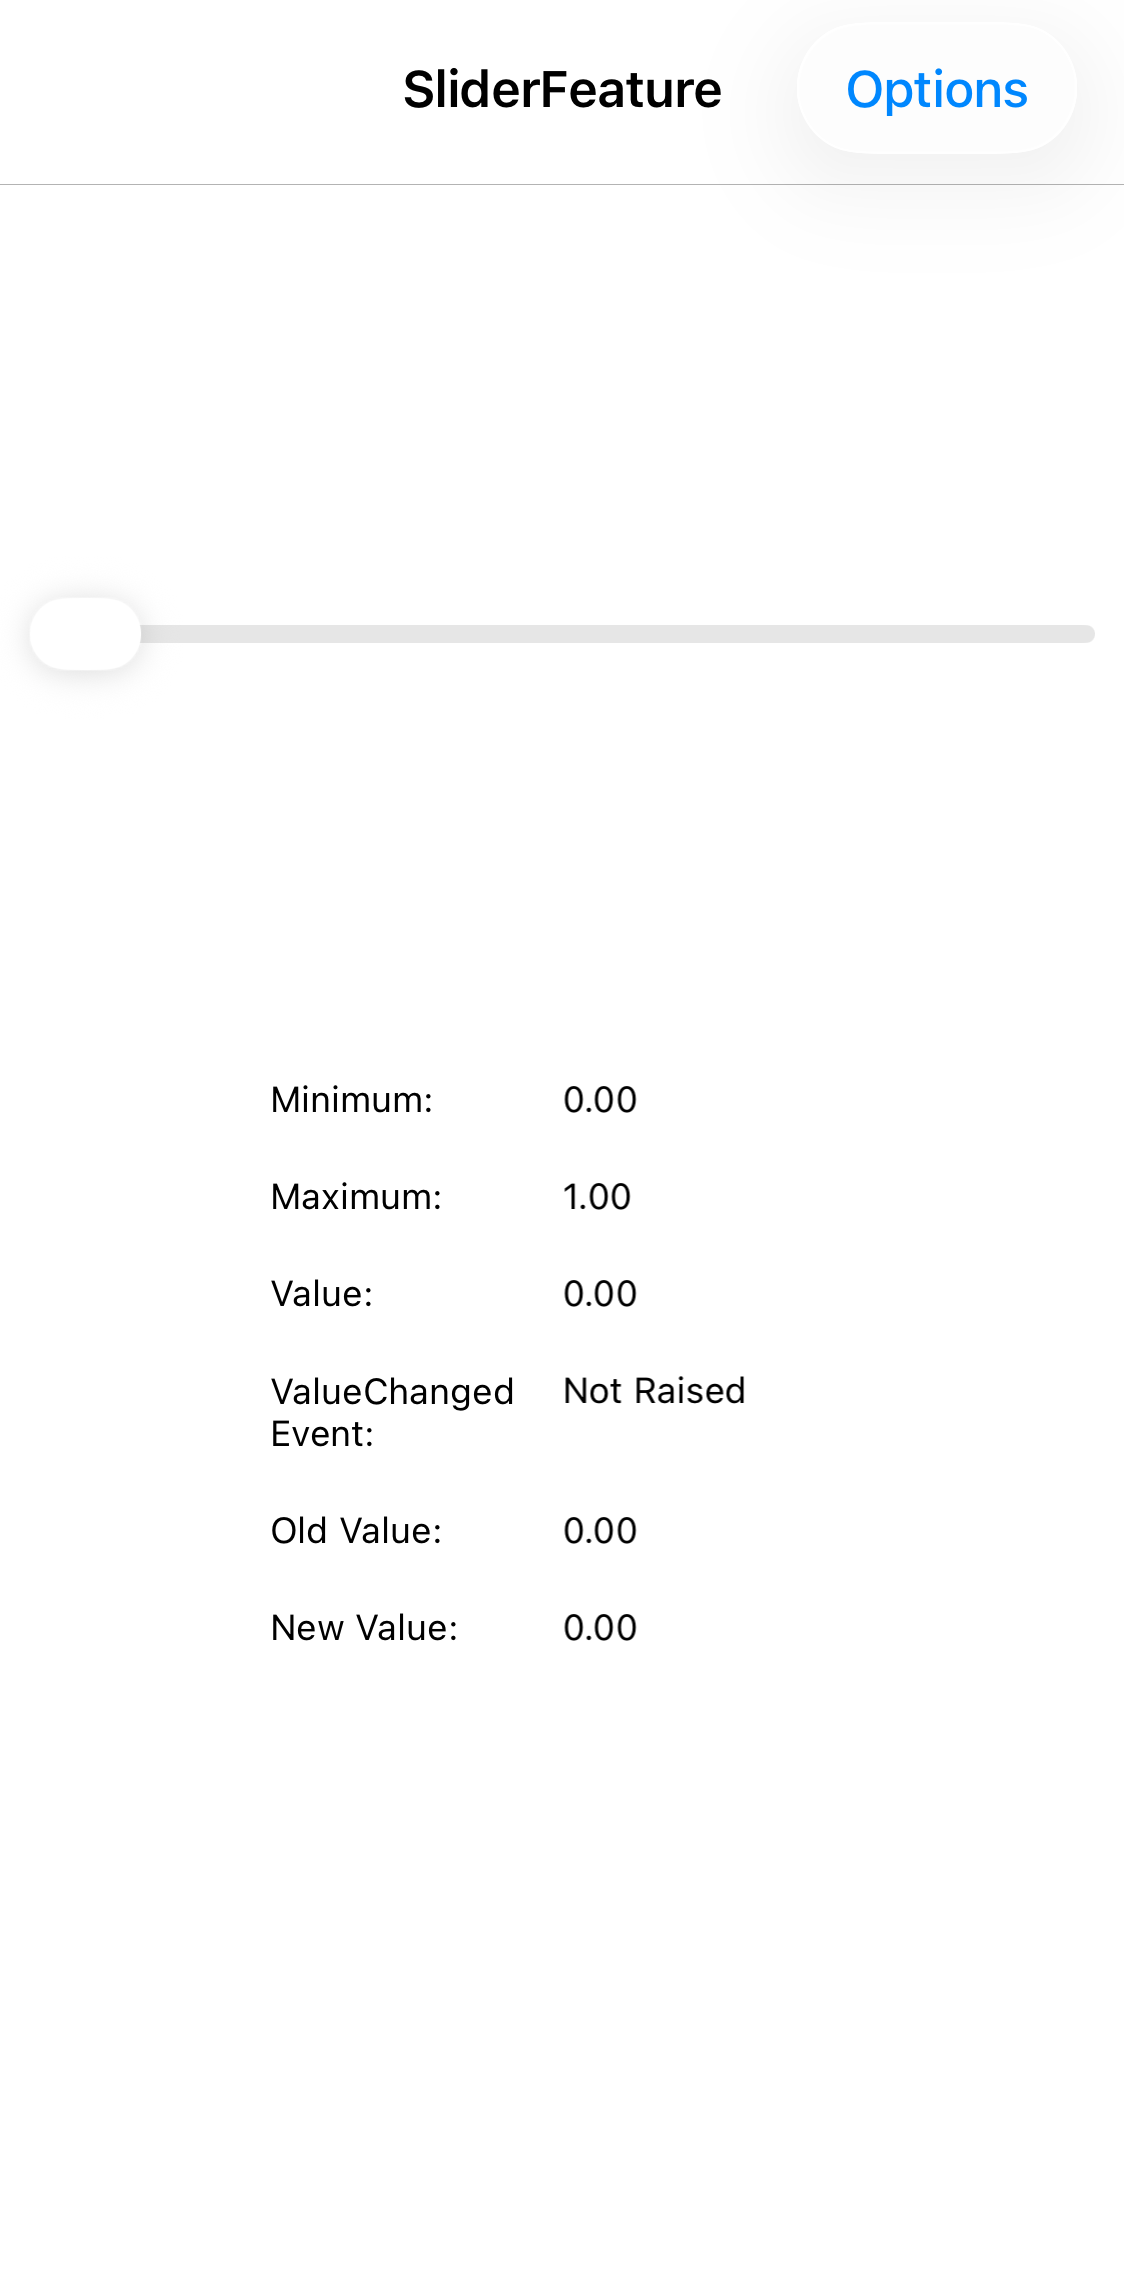 SliderFeature
Options
Minimum: 0.00
Maximum: 1.00
Value: 0.00
ValueChanged Not Raised
Event:
Old Value: 0.00
New Value: 0.00